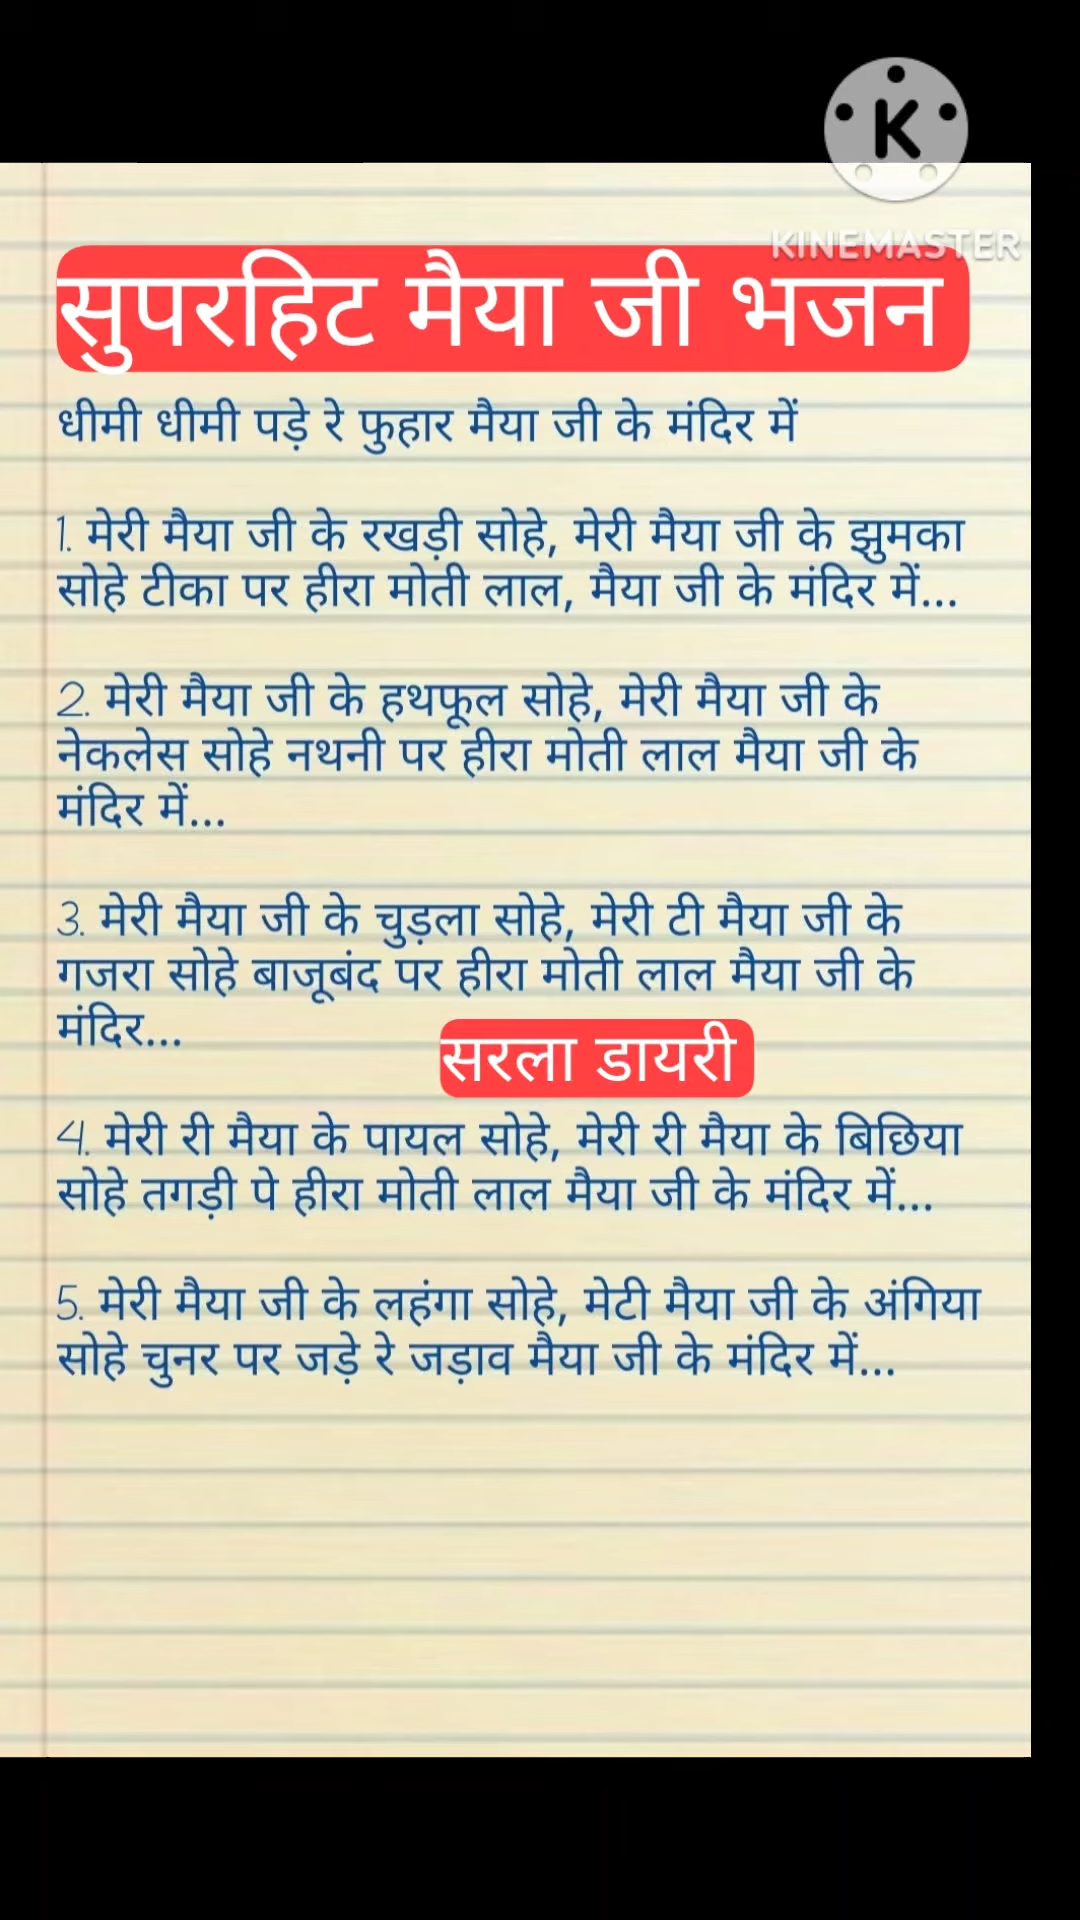 KINEMASTER
सुपरहिट मैया जी भजन
धीमी धीमी पड़े रे फुहार मैया जी के मंदिर में
1. मेरी मैया जी के रखड़ी सोहे, मेरी मैया जी के झुमका
सोहे टीका पर हीरा मोती लाल, मैया जी के मंदिर में...
2. मेरी मैया जी के हथफूल सोहे, मेरी मैया जी के
नेकलेस सोहे नथनी पर हीरा मोती लाल मैया जी के
मंदिर में...
3. मेरी मैया जी के चुड़ला सोहे, मेरी टी मैया जी के
गजरा सोहे बाजूबंद पर हीरा मोती लाल मैया जी के
मंदिर...
सरला डायरी
4. मेरी री मैया के पायल सोहे, मेरी री मैया के बिछिया
सोहे तगड़ी पे हीरा मोती लाल मैया जी के मंदिर में...
5. मेरी मैया जी के लहंगा सोहे, मेटी मैया जी के अंगिया
सोहे चुनर पर जड़े रे जड़ाव मैया जी के मंदिर में...